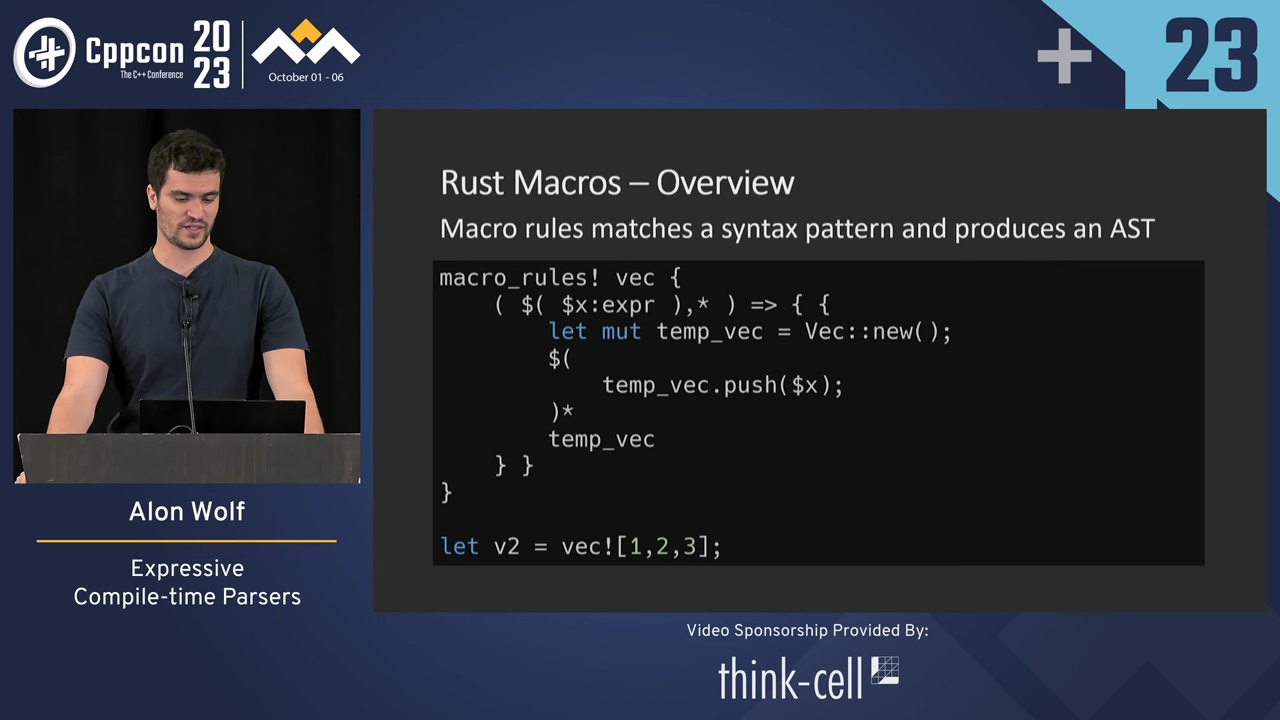 Cppcon
The C++ Conference
20
23
October 01 - 06
23
Rust Macros – Overview
Macro rules matches a syntax pattern and produces an AST
macro_rules! vec {
    ( $( $x:expr ),* ) => { {
        let mut temp_vec = Vec::new();
        $(
            temp_vec.push($x);
        )*
        temp_vec
    } }
}
let v2 = vec![1,2,3];
Alon Wolf
Expressive
Compile-time Parsers
Video Sponsorship Provided By:
think-cell